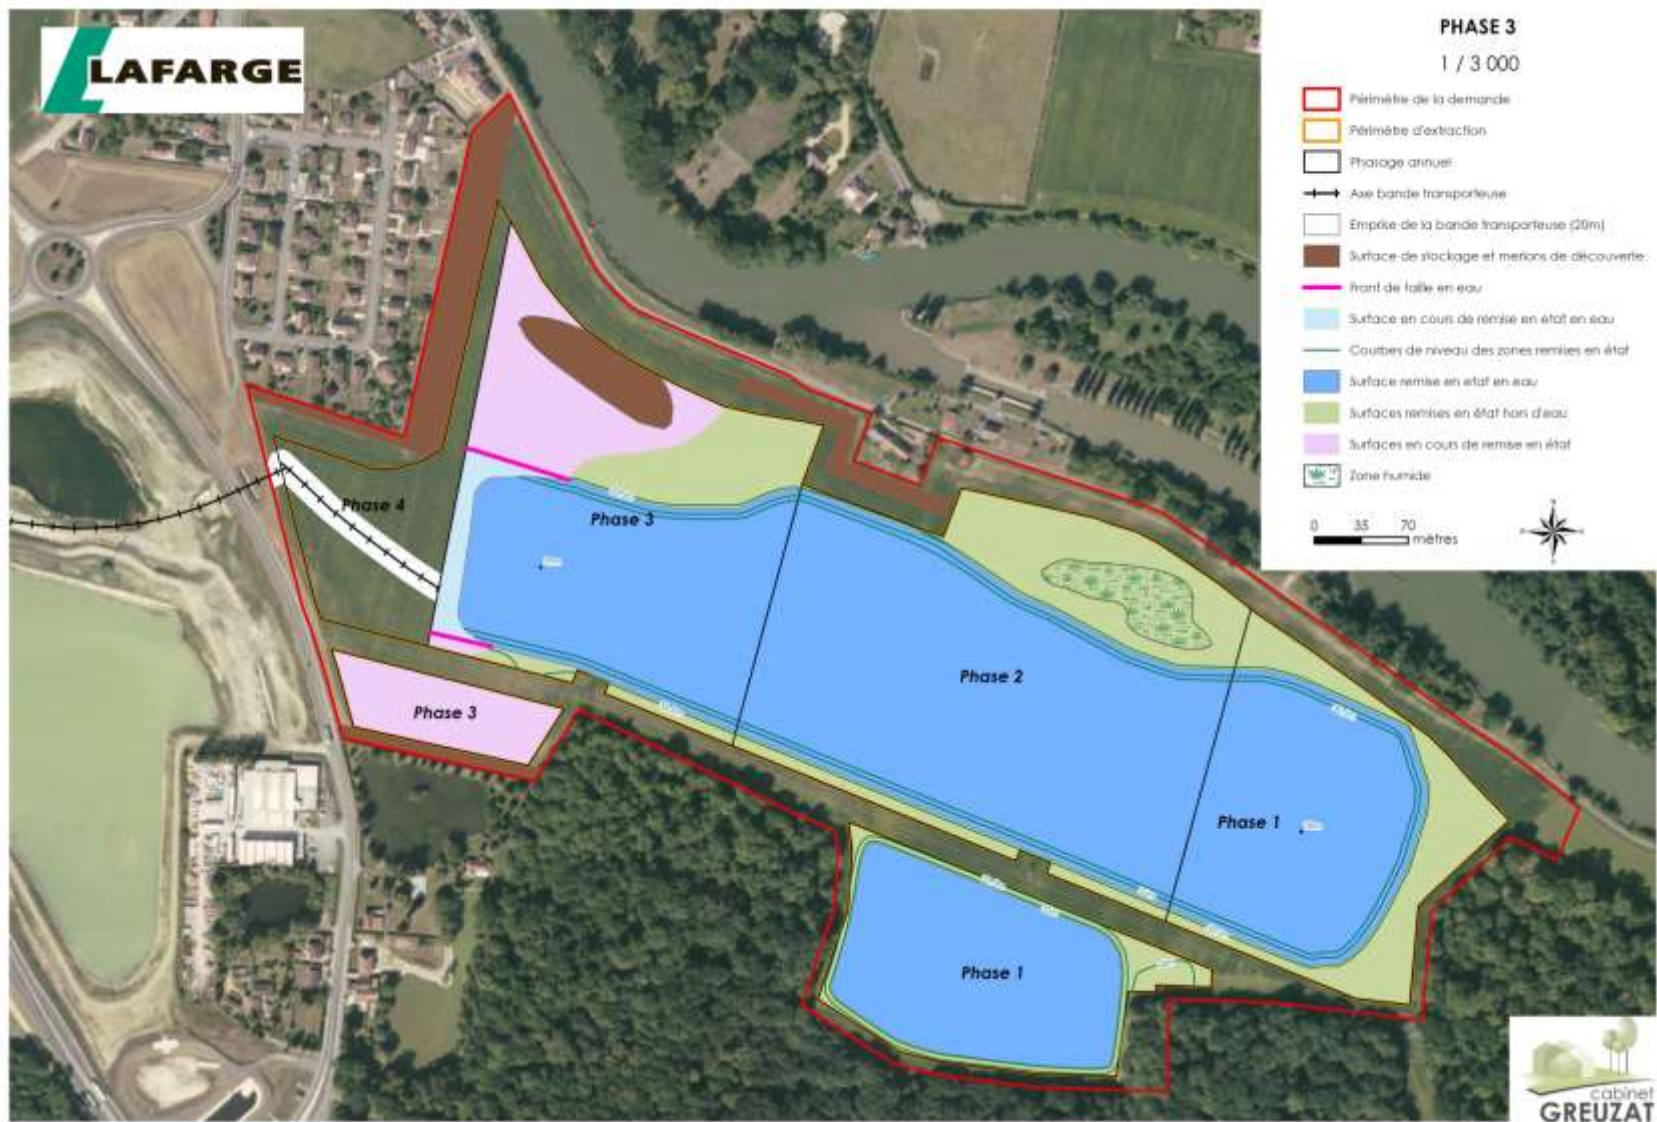 LAFARGE
PHASE 3
1 / 3 000
Périmètre de la demande
Périmètre d'extraction
Phasage annuel
Axe bande transporteuse
Emprise de la bande transporteuse (20m)
Surface de stockage et merlons de découverte
Front de taille en eau
Surface en cours de remise en état en eau
Courbes de niveau des zones remises en état
Surface remise en etat en eau
Surfaces remises en état hors d'eau
Surfaces en cours de remise en état
Zone humide
0 35 70
mètres
Phase 4
Phase 3
Phase 2
Phase 3
Phase 1
Phase 1
cabinet
GREUZAT